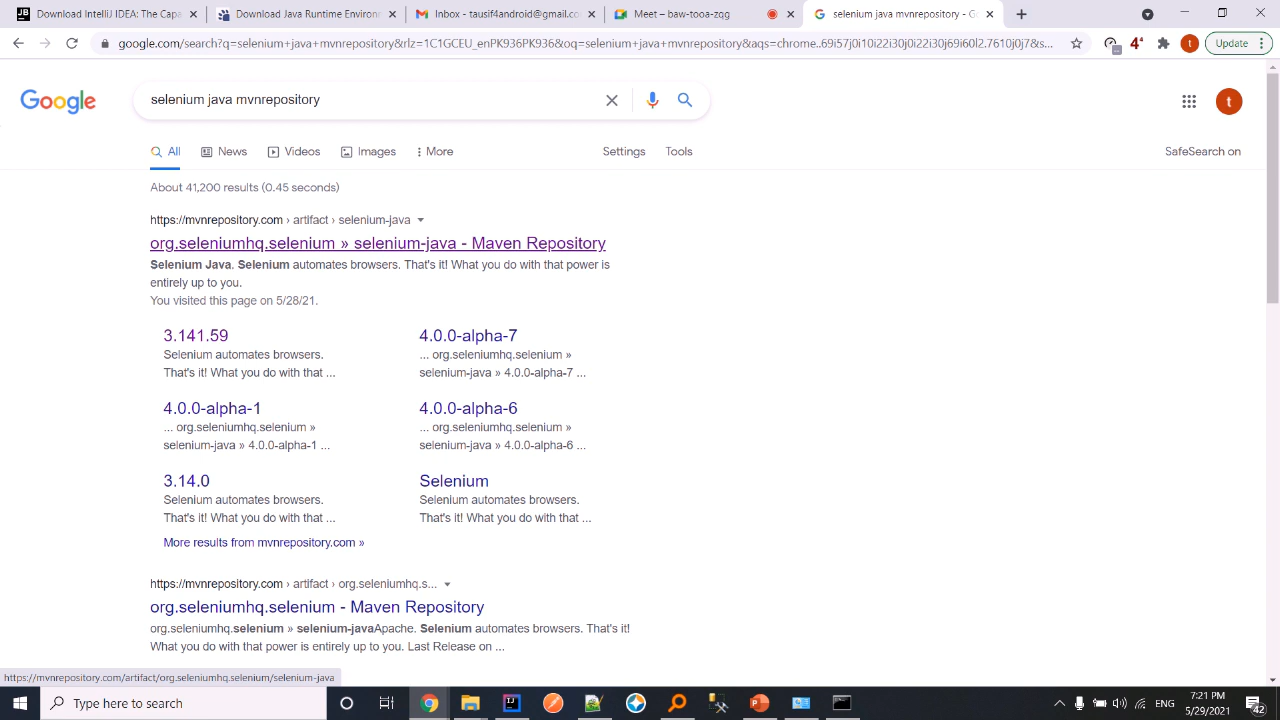 Download IntelliJ IDEA: The Cape
Download Java Runtime Environm
Inbox - tausif4android@gmail.co
Meet – baw-tooa-zgg
selenium java mvnrepository - G
google.com/search?q=selenium+java+mvnrepository&rlz=1C1GCEU_enPK936PK936&oq=selenium+java+mvnrepository&aqs=chrome..69i57j0i10i22i30j0i22i30j69i60l2.7610j0j7&s...
Update
Google
selenium java mvnrepository
t
All
News
Videos
Images
More
Settings
Tools
SafeSearch on
About 41,200 results (0.45 seconds)
https://mvnrepository.com › artifact › selenium-java
org.seleniumhq.selenium » selenium-java - Maven Repository
Selenium Java. Selenium automates browsers. That's it! What you do with that power is
entirely up to you.
You visited this page on 5/28/21.
3.141.59
Selenium automates browsers.
That's it! What you do with that ...
4.0.0-alpha-7
... org.seleniumhq.selenium »
selenium-java » 4.0.0-alpha-7 ...
4.0.0-alpha-1
... org.seleniumhq.selenium »
selenium-java » 4.0.0-alpha-1 ...
4.0.0-alpha-6
... org.seleniumhq.selenium »
selenium-java » 4.0.0-alpha-6 ...
3.14.0
Selenium automates browsers.
That's it! What you do with that ...
Selenium
Selenium automates browsers.
That's it! What you do with that ...
More results from mvnrepository.com »
https://mvnrepository.com › artifact › org.seleniumhq.s...
org.seleniumhq.selenium - Maven Repository
org.seleniumhq.selenium » selenium-javaApache. Selenium automates browsers. That's it!
What you do with that power is entirely up to you. Last Release on ...
https://mvnrepository.com/artifact/org.seleniumhq.selenium/selenium-java
Type here to search
ENG
7:21 PM
5/29/2021
42